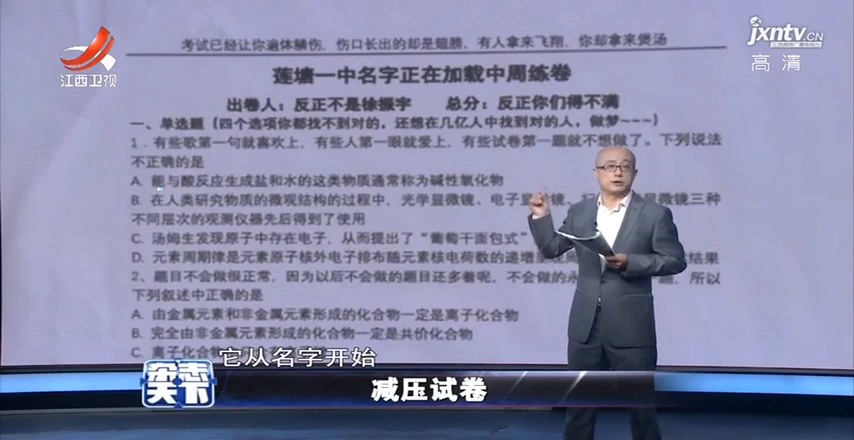 考试已经让你遍体鳞伤，伤口长出的却是翅膀，有人拿来飞翔，你却拿来煲汤
jxntv.CN
高清
江西卫视
莲塘一中名字正在加载中周练卷
出卷人：反正不是徐振宇 总分：反正你们得不满
一、单选题（四个选项你都找不到对的，还想在几亿人中找到对的人，做梦~~~）
1．有些歌第一句就喜欢上，有些人第一眼就爱上，有些试卷第一题就不想做了。下列说法
不正确的是
A. 能与酸反应生成盐和水的这类物质通常称为碱性氧化物
B. 在人类研究物质的微观结构的过程中，光学显微镜、电子显 镜、 显微镜三种
不同层次的观测仪器先后得到了使用
C. 汤姆生发现原子中存在电子，从而提出了“葡萄干面包式”
D. 元素周期律是元素原子核外电子排布随元素核电荷数的递增 结果
2、题目不会做很正常，因为以后不会做的题目还多着呢，不会做的永 题，所以
下列叙述中正确的是
A. 由金属元素和非金属元素形成的化合物一定是离子化合物
B. 完全由非金属元素形成的化合物一定是共价化合物
C. 离子化合物
它从名字开始
减压试卷